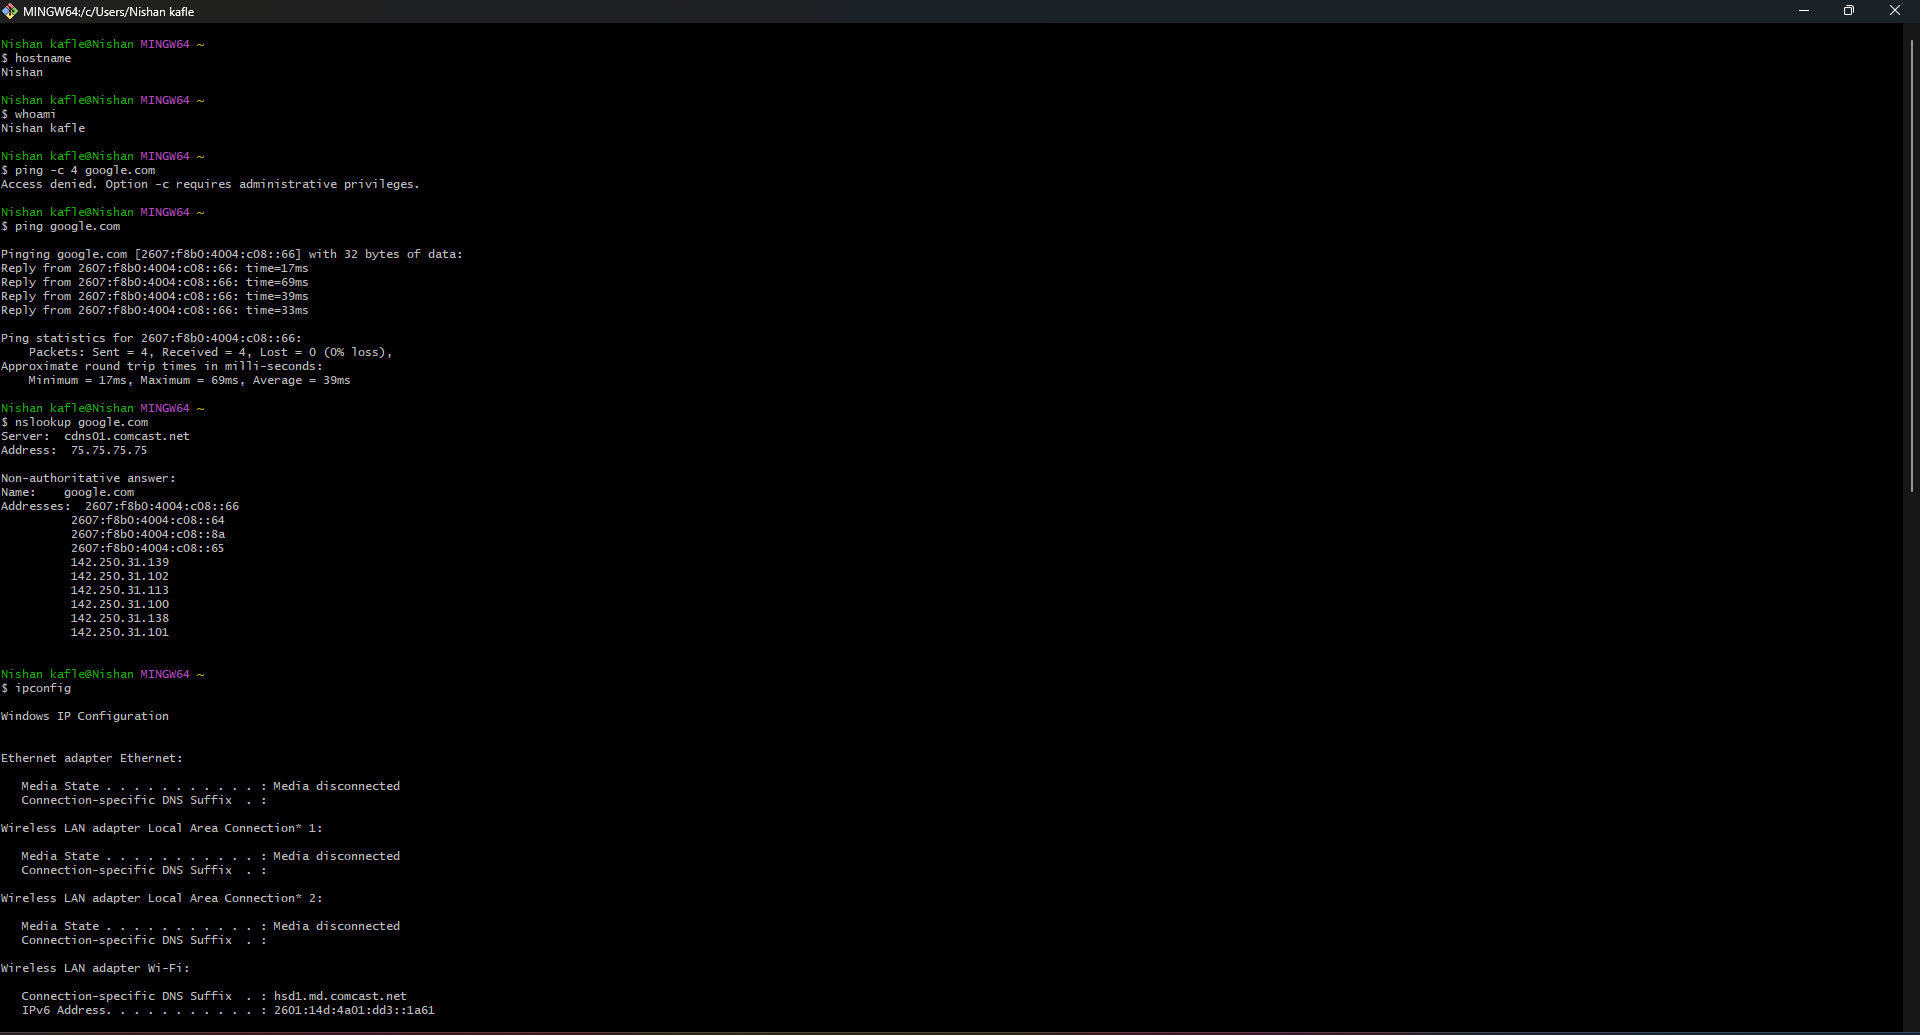 MINGW64:/c/Users/Nishan kafle
Nishan kafle@Nishan MINGW64 ~
$ hostname
Nishan
Nishan kafle@Nishan MINGW64 ~
$ whoami
Nishan kafle
Nishan kafle@Nishan MINGW64 ~
$ ping -c 4 google.com
Access denied. Option -c requires administrative privileges.
Nishan kafle@Nishan MINGW64 ~
$ ping google.com
Pinging google.com [2607:f8b0:4004:c08::66] with 32 bytes of data:
Reply from 2607:f8b0:4004:c08::66: time=17ms
Reply from 2607:f8b0:4004:c08::66: time=69ms
Reply from 2607:f8b0:4004:c08::66: time=39ms
Reply from 2607:f8b0:4004:c08::66: time=33ms
Ping statistics for 2607:f8b0:4004:c08::66:
    Packets: Sent = 4, Received = 4, Lost = 0 (0% loss),
Approximate round trip times in milli-seconds:
    Minimum = 17ms, Maximum = 69ms, Average = 39ms
Nishan kafle@Nishan MINGW64 ~
$ nslookup google.com
Server:  cdns01.comcast.net
Address:  75.75.75.75
Non-authoritative answer:
Name:    google.com
Addresses:  2607:f8b0:4004:c08::66
          2607:f8b0:4004:c08::64
          2607:f8b0:4004:c08::8a
          2607:f8b0:4004:c08::65
          142.250.31.139
          142.250.31.102
          142.250.31.113
          142.250.31.100
          142.250.31.138
          142.250.31.101
Nishan kafle@Nishan MINGW64 ~
$ ipconfig
Windows IP Configuration
Ethernet adapter Ethernet:
   Media State . . . . . . . . . . . : Media disconnected
   Connection-specific DNS Suffix  . :
Wireless LAN adapter Local Area Connection* 1:
   Media State . . . . . . . . . . . : Media disconnected
   Connection-specific DNS Suffix  . :
Wireless LAN adapter Local Area Connection* 2:
   Media State . . . . . . . . . . . : Media disconnected
   Connection-specific DNS Suffix  . :
Wireless LAN adapter Wi-Fi:
   Connection-specific DNS Suffix  . : hsd1.md.comcast.net
   IPv6 Address. . . . . . . . . . . : 2601:14d:4a01:dd3::1a61